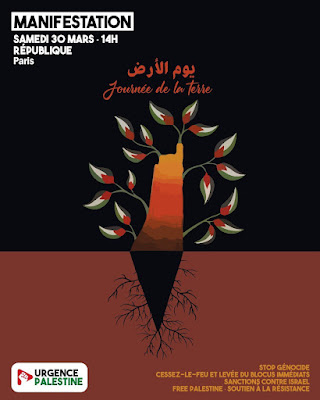 MANIFESTATION
SAMEDI 30 MARS · 14H
RÉPUBLIQUE
Paris
يوم الأرض
Journée de la terre
STOP GÉNOCIDE
CESSEZ-LE-FEU ET LEVÉE DU BLOCUS IMMÉDIATS
SANCTIONS CONTRE ISRAEL
FREE PALESTINE · SOUTIEN À LA RÉSISTANCE
URGENCE
PALESTINE